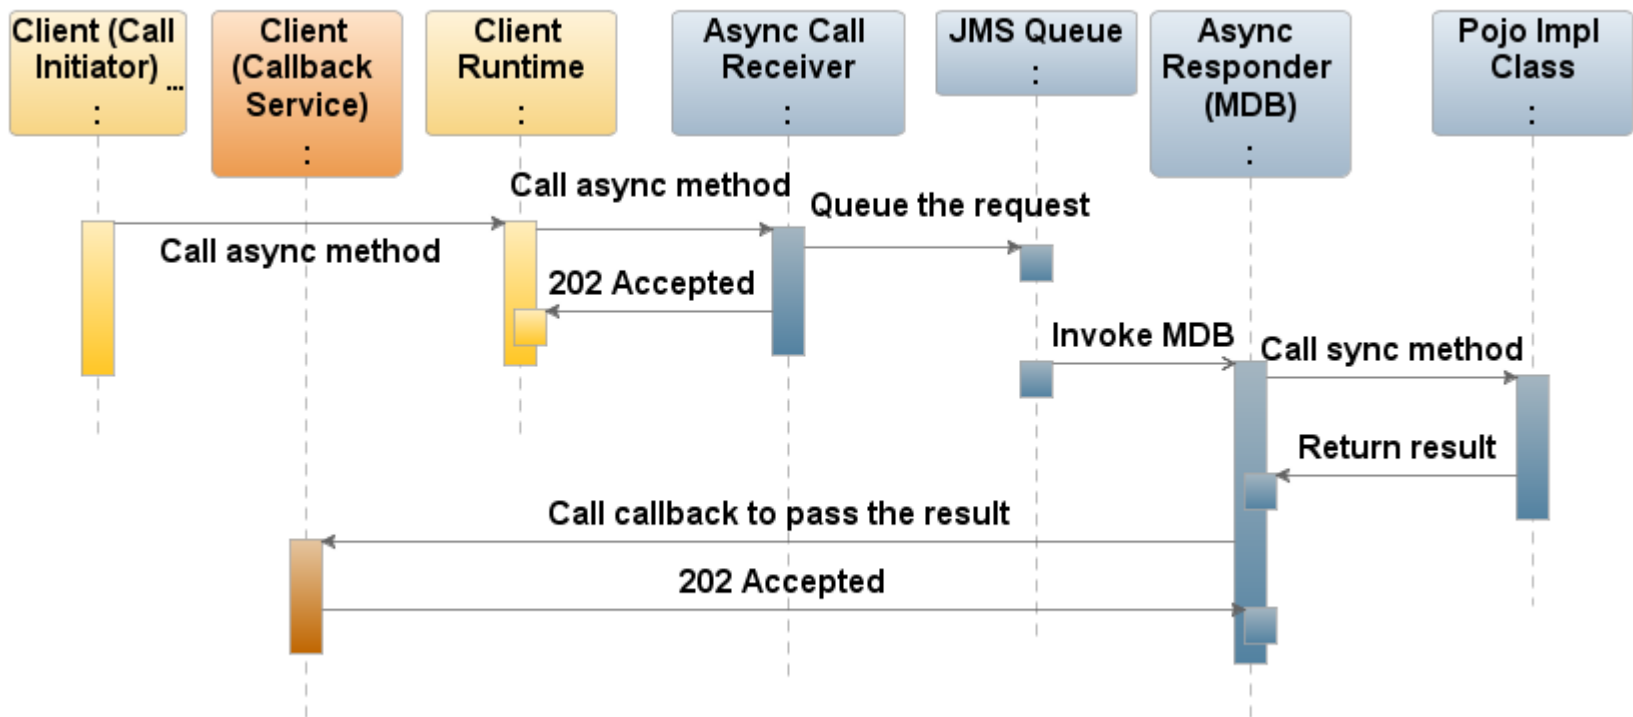 Client (Call
Initiator) ...
:
Client
(Callback
Service)
:
Client
Runtime
:
Async Call
Receiver
:
JMS Queue
:
Async
Responder
(MDB)
:
Pojo Impl
Class
:
Call async method
Queue the request
Call async method
202 Accepted
Invoke MDB
Call sync method
Return result
Call callback to pass the result
202 Accepted